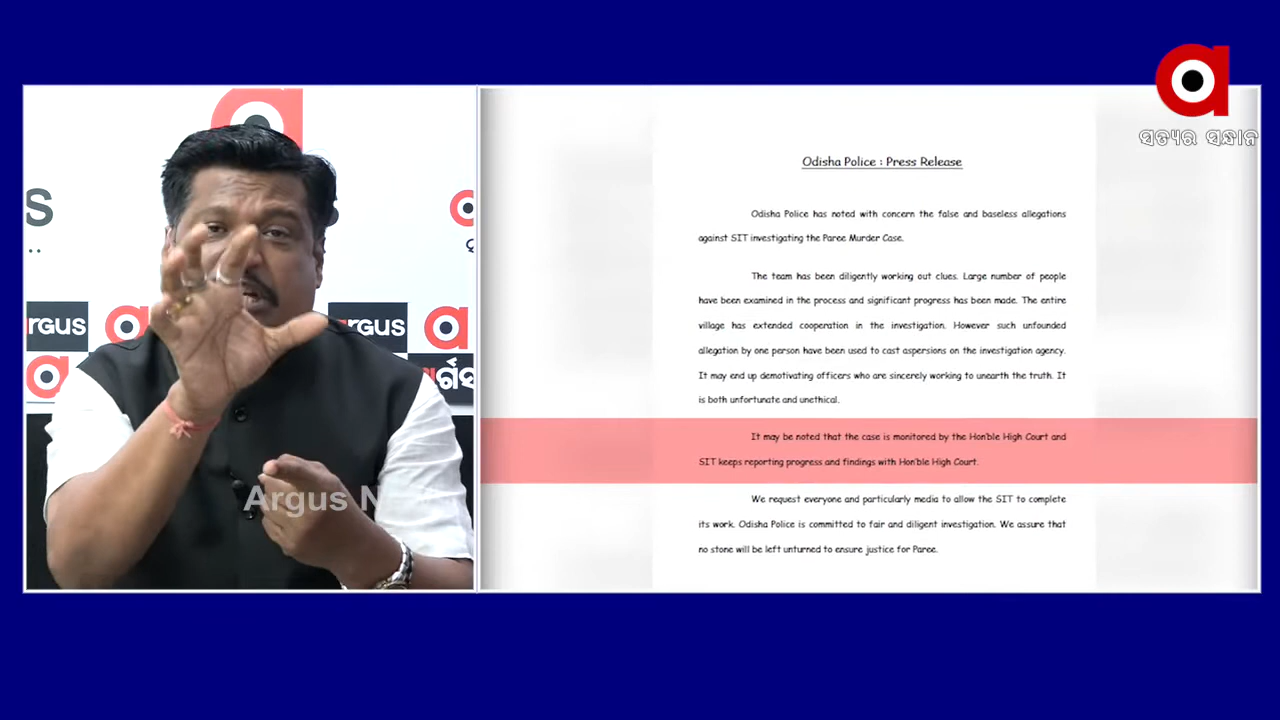 ସତ୍ୟର ସନ୍ଧାନ
S
..
ARGUS
ARGUS
ଆର୍ଗସ
Argus News
Odisha Police : Press Release
Odisha Police has noted with concern the false and baseless allegations
against SIT investigating the Paree Murder Case.
The team has been diligently working out clues. Large number of people
have been examined in the process and significant progress has been made. The entire
village has extended cooperation in the investigation. However such unfounded
allegation by one person have been used to cast aspersions on the investigation agency.
It may end up demotivating officers who are sincerely working to unearth the truth. It
is both unfortunate and unethical.
It may be noted that the case is monitored by the Hon'ble High Court and
SIT keeps reporting progress and findings with Hon'ble High Court.
We request everyone and particularly media to allow the SIT to complete
its work. Odisha Police is committed to fair and diligent investigation. We assure that
no stone will be left unturned to ensure justice for Paree.